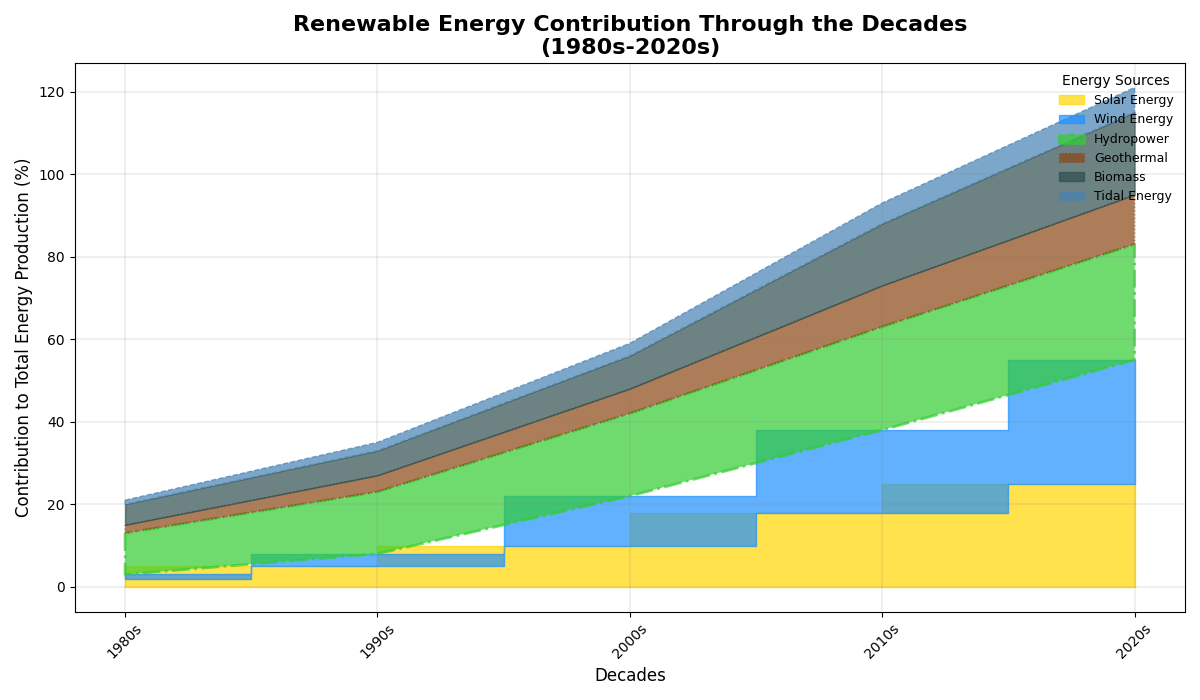 Renewable Energy Contribution Through the Decades
(1980s-2020s)
Energy Sources
Solar Energy
Wind Energy
Hydropower
Geothermal
Biomass
Tidal Energy
Contribution to Total Energy Production (%)
120
100
80
60
40
20
0
1980s
1990s
2000s
2010s
2020s
Decades